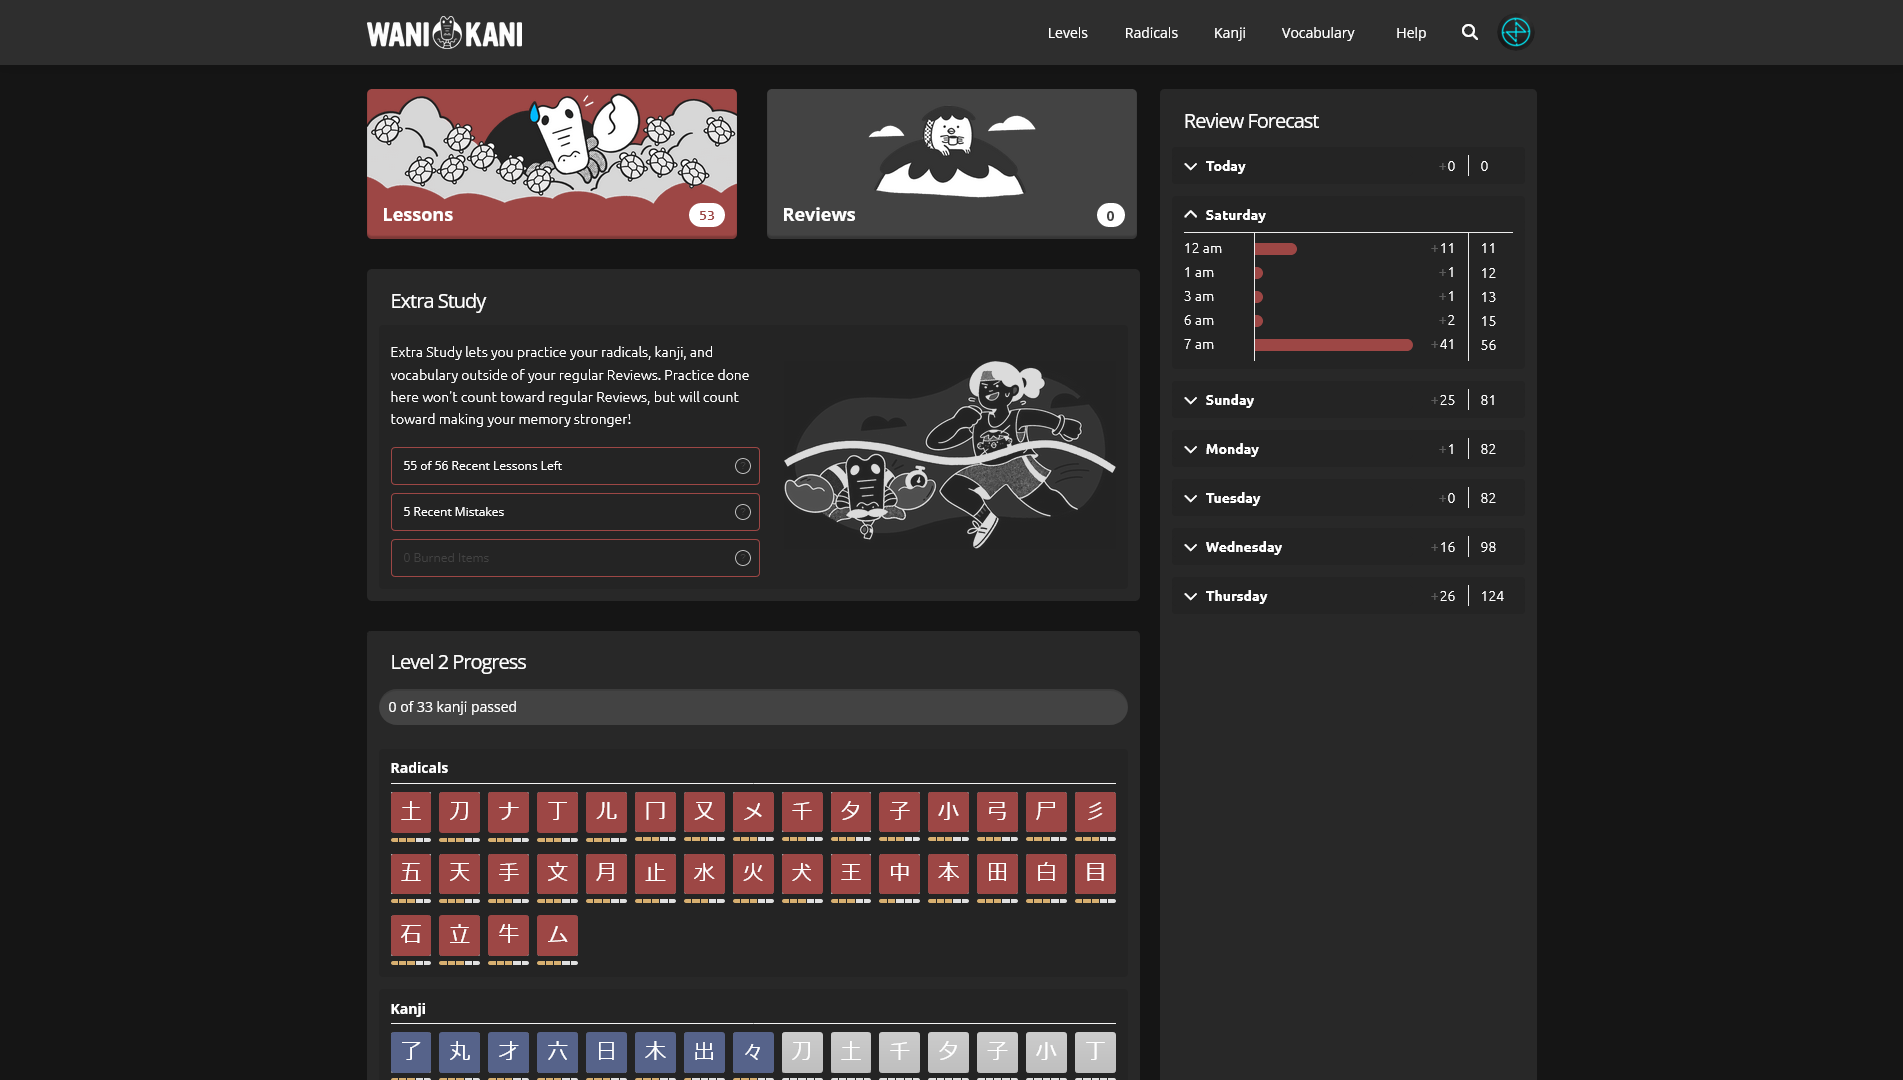 WANI KANI
Levels Radicals Kanji Vocabulary Help
Lessons 53
Reviews 0
Extra Study
Extra Study lets you practice your radicals, kanji, and
vocabulary outside of your regular Reviews. Practice done
here won't count toward regular Reviews, but will count
toward making your memory stronger!
55 of 56 Recent Lessons Left
5 Recent Mistakes
0 Burned Items
Level 2 Progress
0 of 33 kanji passed
Radicals
土 刀 ナ 丁 儿 冂 又 メ 千 夕 子 小 弓 尸 彡
五 天 手 文 月 止 水 火 犬 王 中 本 田 白 目
石 立 牛 ム
Kanji
了 丸 才 六 日 木 出 々 刀 土 千 夕 子 小 丁
Review Forecast
Today +0 0
Saturday
12 am +11 11
1 am +1 12
3 am +1 13
6 am +2 15
7 am +41 56
Sunday +25 81
Monday +1 82
Tuesday +0 82
Wednesday +16 98
Thursday +26 124